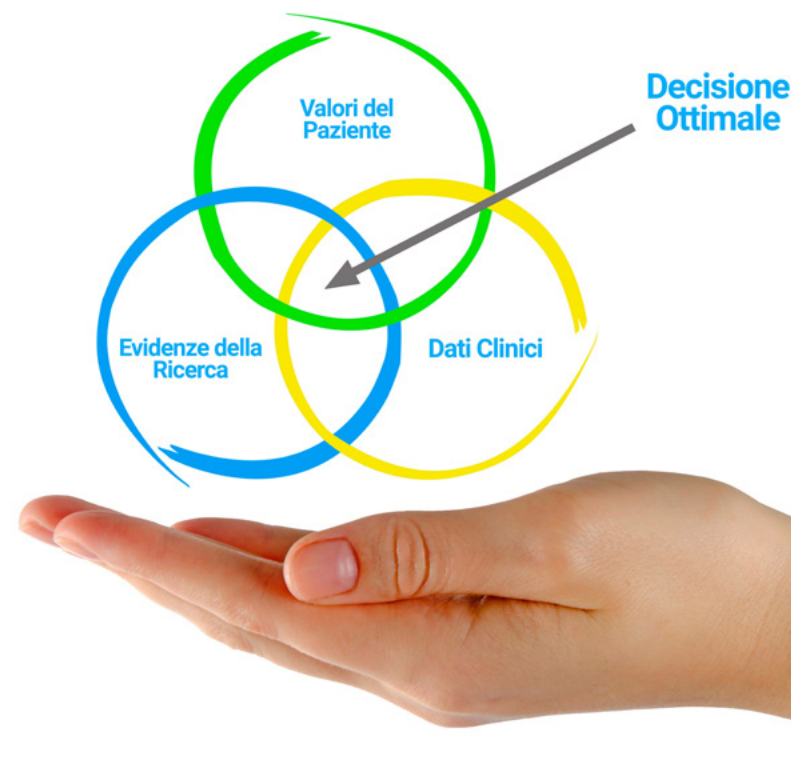 Valori del
Paziente
Decisione
Ottimale
Evidenze della
Ricerca
Dati Clinici